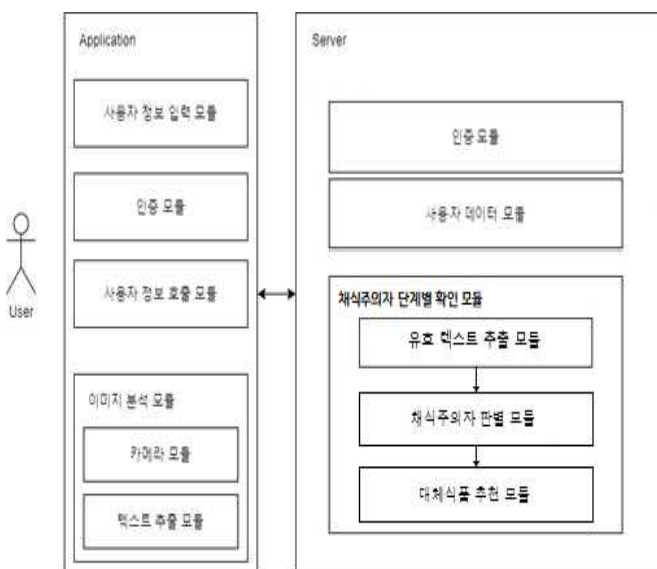 Application
사용자 정보 입력 모듈
인증 모듈
사용자 정보 호출 모듈
이미지 분석 모듈
카메라 모듈
텍스트 추출 모듈
User
Server
인증 모듈
사용자 데이터 모듈
채식주의자 단계별 확인 모듈
유효 텍스트 추출 모듈
채식주의자 판별 모듈
대체식품 추천 모듈